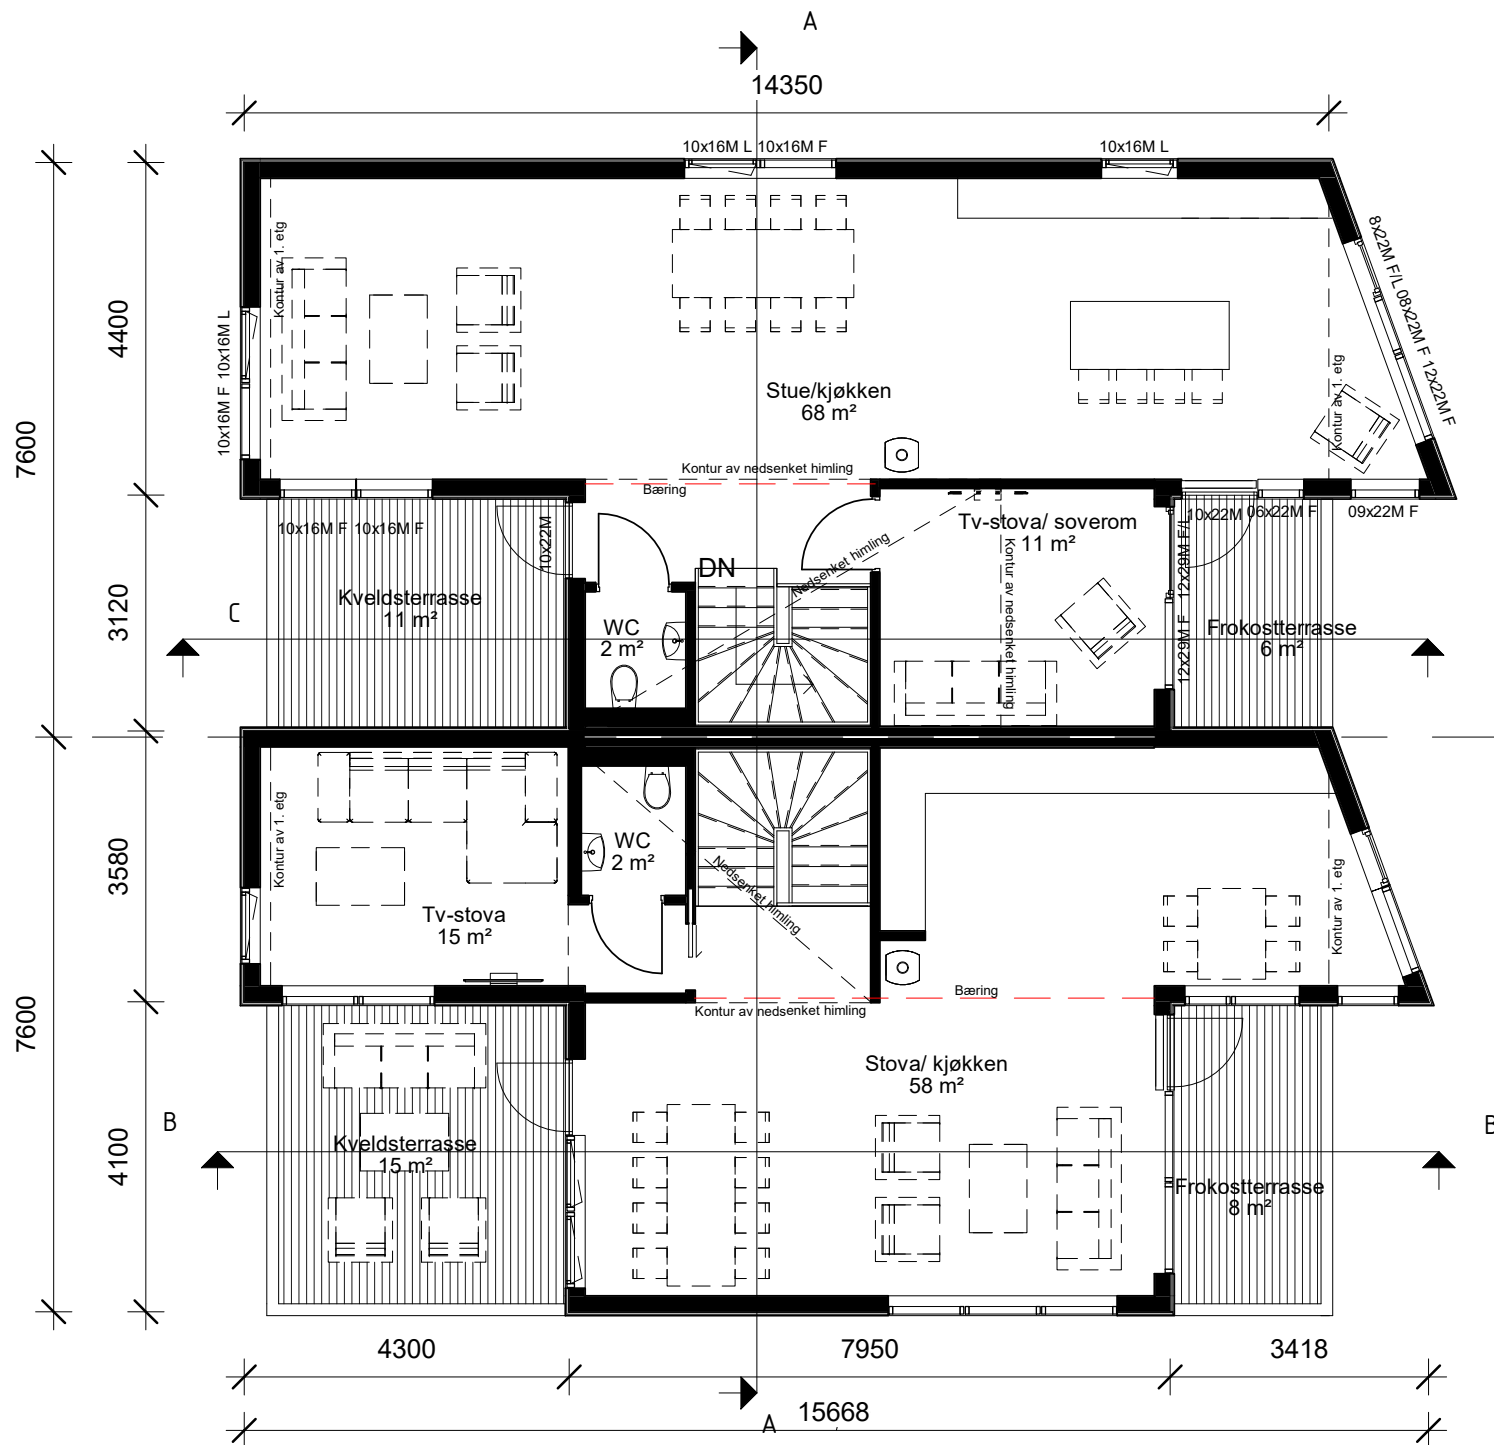 A
14350
10x16M L 10x16M F
10x16M L
Kontur av 1. etg
8x22M F/L 08x22M F 12x22M F
4400
10x16M F 10x16M L
Stue/kjøkken
68 m²
Kontur av 1. etg
7600
Kontur av nedsenket himling
Bæring
10x16M F 10x16M F
10x22M
Tv-stova/ soverom
11 m²
10x22M
06x22M F
09x22M F
DN
Nedsenket himling
Kontur av nedsenket himling
12x29M F 12x29M F/L
3120
C
Kveldsterrasse
11 m²
WC
2 m²
Frokostterrasse
6 m²
3580
Kontur av 1. etg
WC
2 m²
Nedsenket himling
Kontur av 1. etg
Tv-stova
15 m²
Bæring
Kontur av nedsenket himling
7600
Stova/ kjøkken
58 m²
4100
B
B
Kveldsterrasse
15 m²
Frokostterrasse
8 m²
4300
7950
3418
15668
A